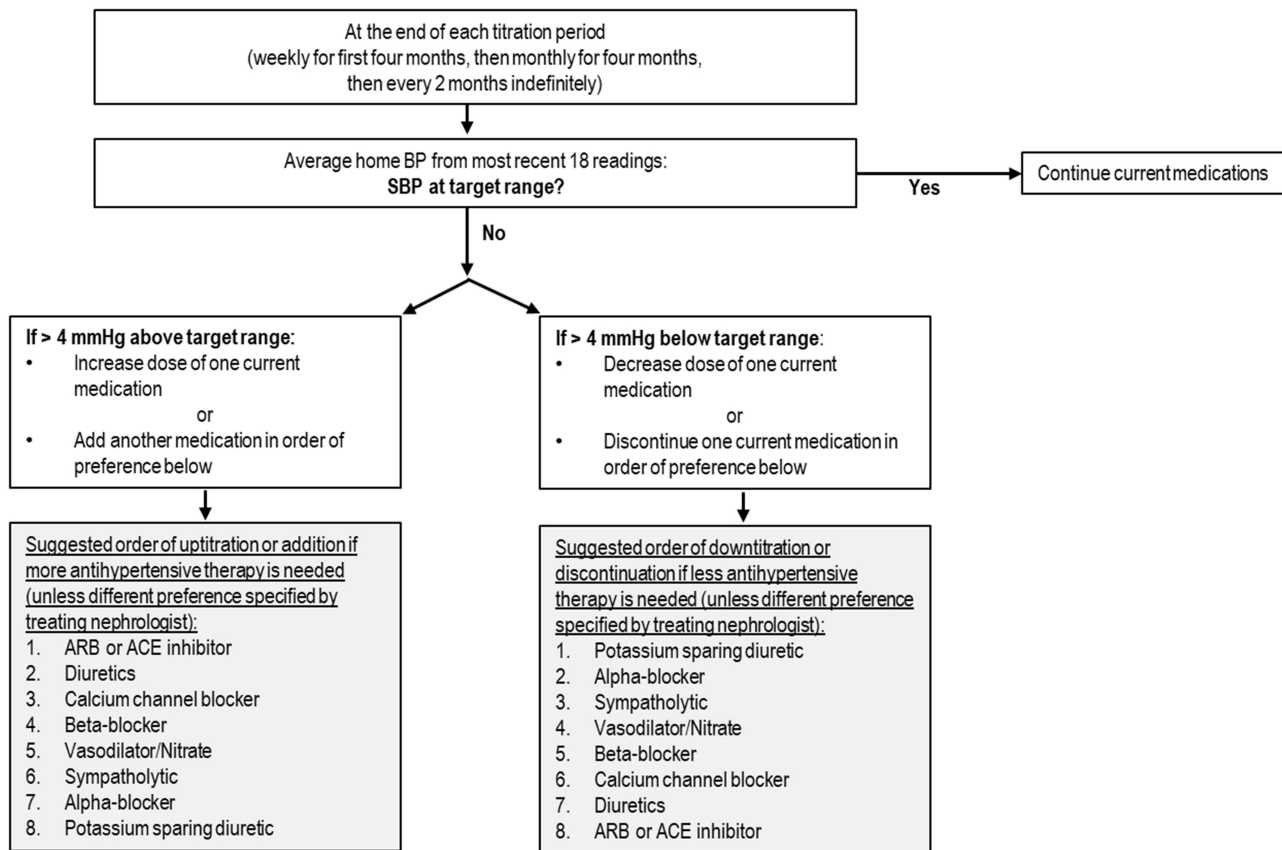 At the end of each titration period
(weekly for first four months, then monthly for four months,
then every 2 months indefinitely)
Average home BP from most recent 18 readings:
SBP at target range?
Yes
Continue current medications
No
If > 4 mmHg above target range:
• Increase dose of one current
medication
or
• Add another medication in order of
preference below
If > 4 mmHg below target range:
• Decrease dose of one current
medication
or
• Discontinue one current medication in
order of preference below
Suggested order of uptitration or addition if
more antihypertensive therapy is needed
(unless different preference specified by
treating nephrologist):
1. ARB or ACE inhibitor
2. Diuretics
3. Calcium channel blocker
4. Beta-blocker
5. Vasodilator/Nitrate
6. Sympatholytic
7. Alpha-blocker
8. Potassium sparing diuretic
Suggested order of downtitration or
discontinuation if less antihypertensive
therapy is needed (unless different preference
specified by treating nephrologist):
1. Potassium sparing diuretic
2. Alpha-blocker
3. Sympatholytic
4. Vasodilator/Nitrate
5. Beta-blocker
6. Calcium channel blocker
7. Diuretics
8. ARB or ACE inhibitor